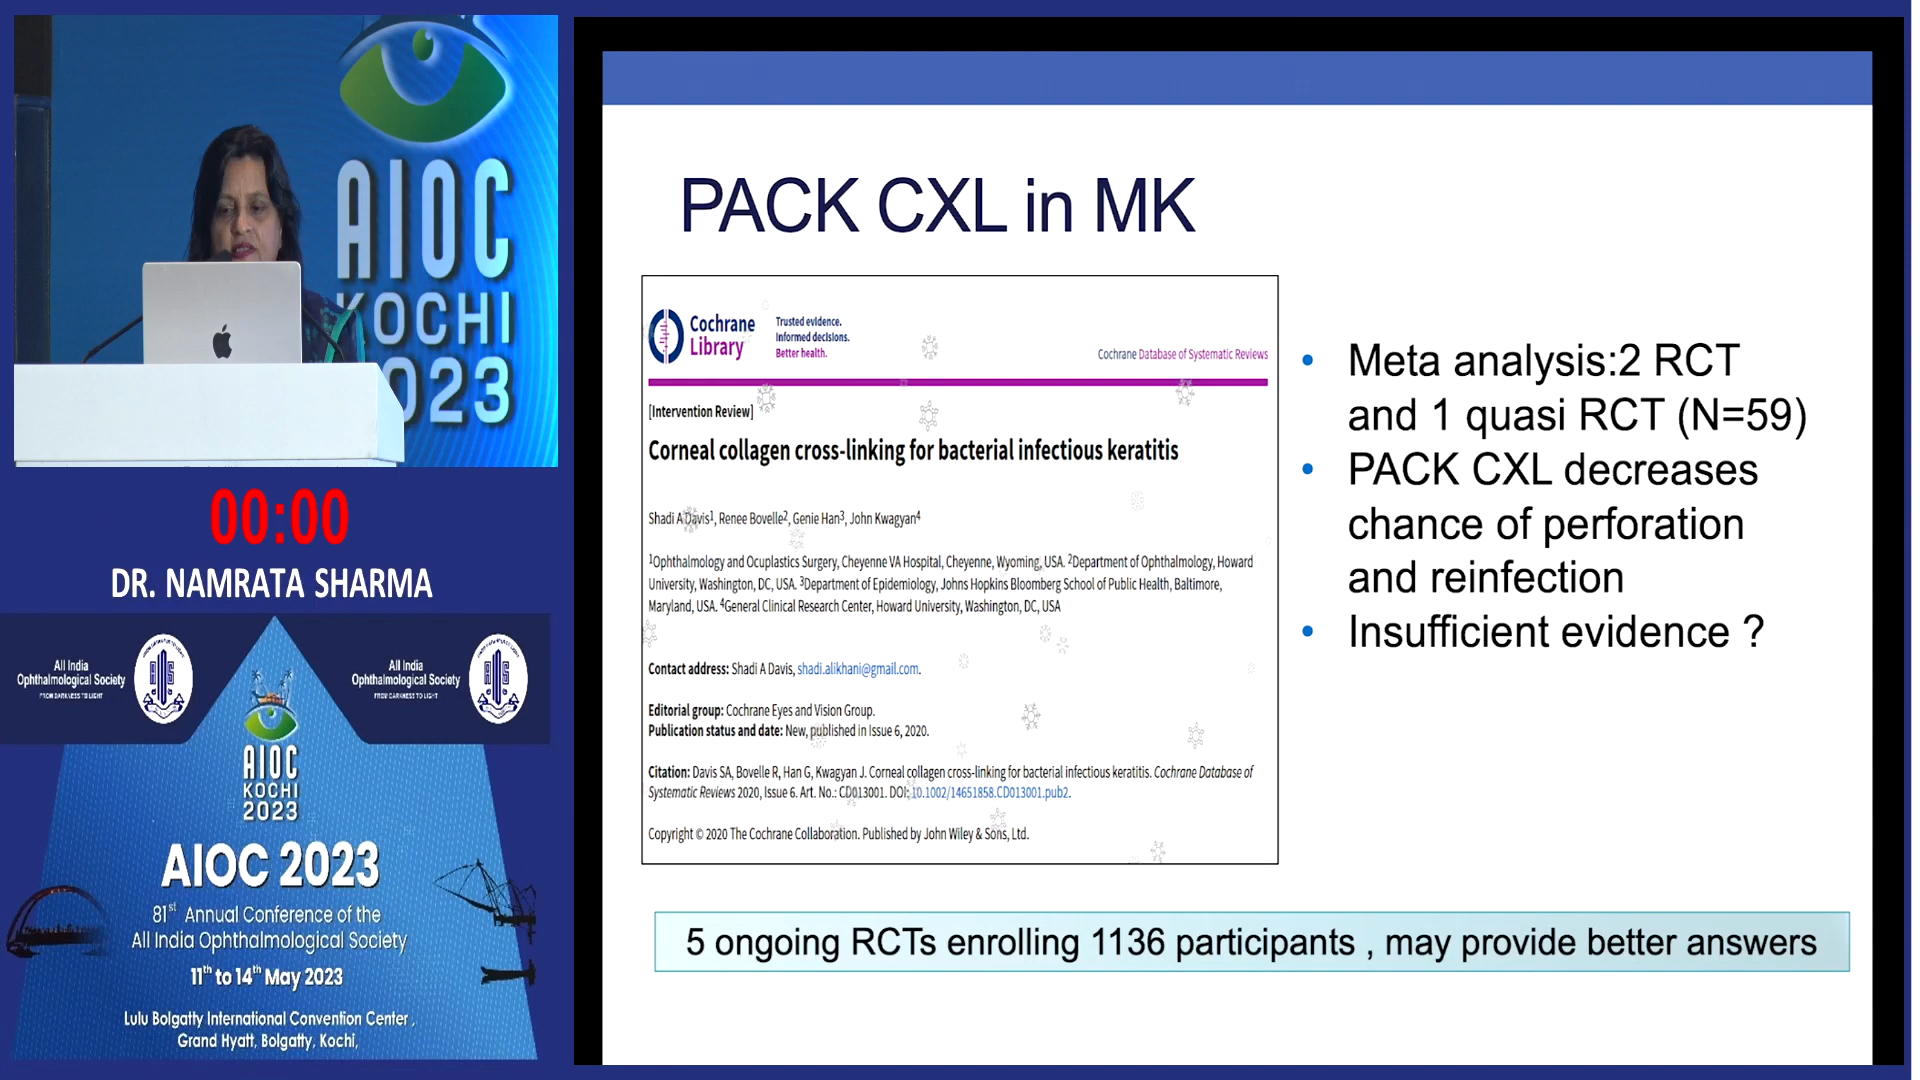 AIOC
KOCHI
2023
00:00
DR. NAMRATA SHARMA
All India
Ophthalmological Society
FROM DARKNESS TO LIGHT
All India
Ophthalmological Society
FROM DARKNESS TO LIGHT
AIOC
KOCHI
2023
AIOC 2023
81st Annual Conference of the
All India Ophthalmological Society
11th to 14th May 2023
Lulu Bolgatty International Convention Center ,
Grand Hyatt, Bolgatty, Kochi,
PACK CXL in MK
Cochrane
Library
Trusted evidence.
Informed decisions.
Better health.
Cochrane Database of Systematic Reviews
[Intervention Review]
Corneal collagen cross-linking for bacterial infectious keratitis
Shadi A Davis1, Renee Bovelle2, Genie Han3, John Kwagyan4
1Ophthalmology and Ocuplastics Surgery, Cheyenne VA Hospital, Cheyenne, Wyoming, USA. 2Department of Ophthalmology, Howard
University, Washington, DC, USA. 3Department of Epidemiology, Johns Hopkins Bloomberg School of Public Health, Baltimore,
Maryland, USA. 4General Clinical Research Center, Howard University, Washington, DC, USA
Contact address: Shadi A Davis, shadi.alikhani@gmail.com.
Editorial group: Cochrane Eyes and Vision Group.
Publication status and date: New, published in Issue 6, 2020.
Citation: Davis SA, Bovelle R, Han G, Kwagyan J. Corneal collagen cross-linking for bacterial infectious keratitis. Cochrane Database of
Systematic Reviews 2020, Issue 6. Art. No.: CD013001. DOI: 10.1002/14651858.CD013001.pub2.
Copyright © 2020 The Cochrane Collaboration. Published by John Wiley & Sons, Ltd.
• Meta analysis:2 RCT
and 1 quasi RCT (N=59)
• PACK CXL decreases
chance of perforation
and reinfection
• Insufficient evidence ?
5 ongoing RCTs enrolling 1136 participants , may provide better answers